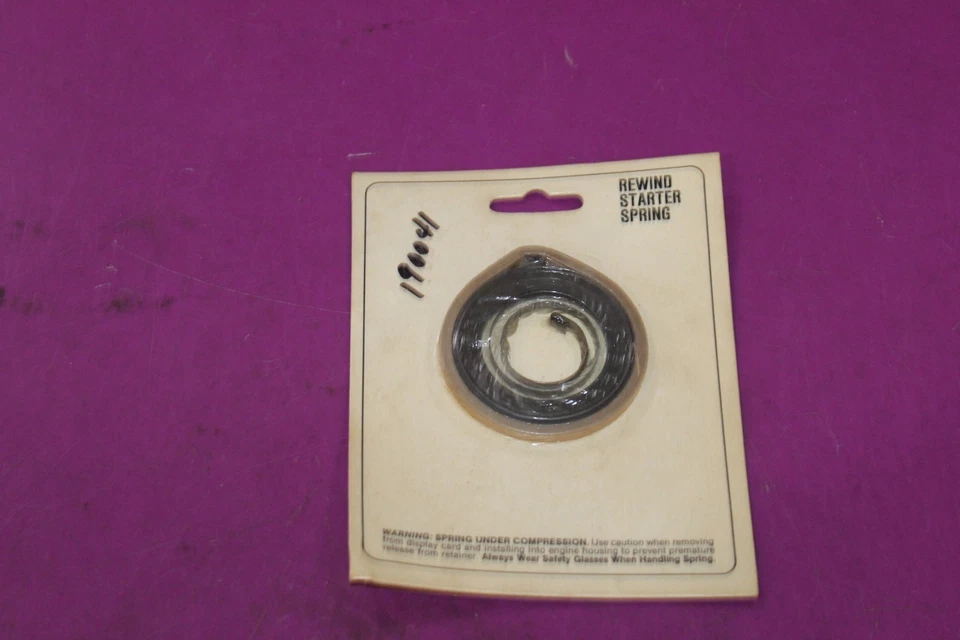 REWIND
STARTER
SPRING
190041
WARNING: SPRING UNDER COMPRESSION. Use caution when removing
from display card and installing into engine housing to prevent premature
release from retainer. Always Wear Safety Glasses When Handling Spring.